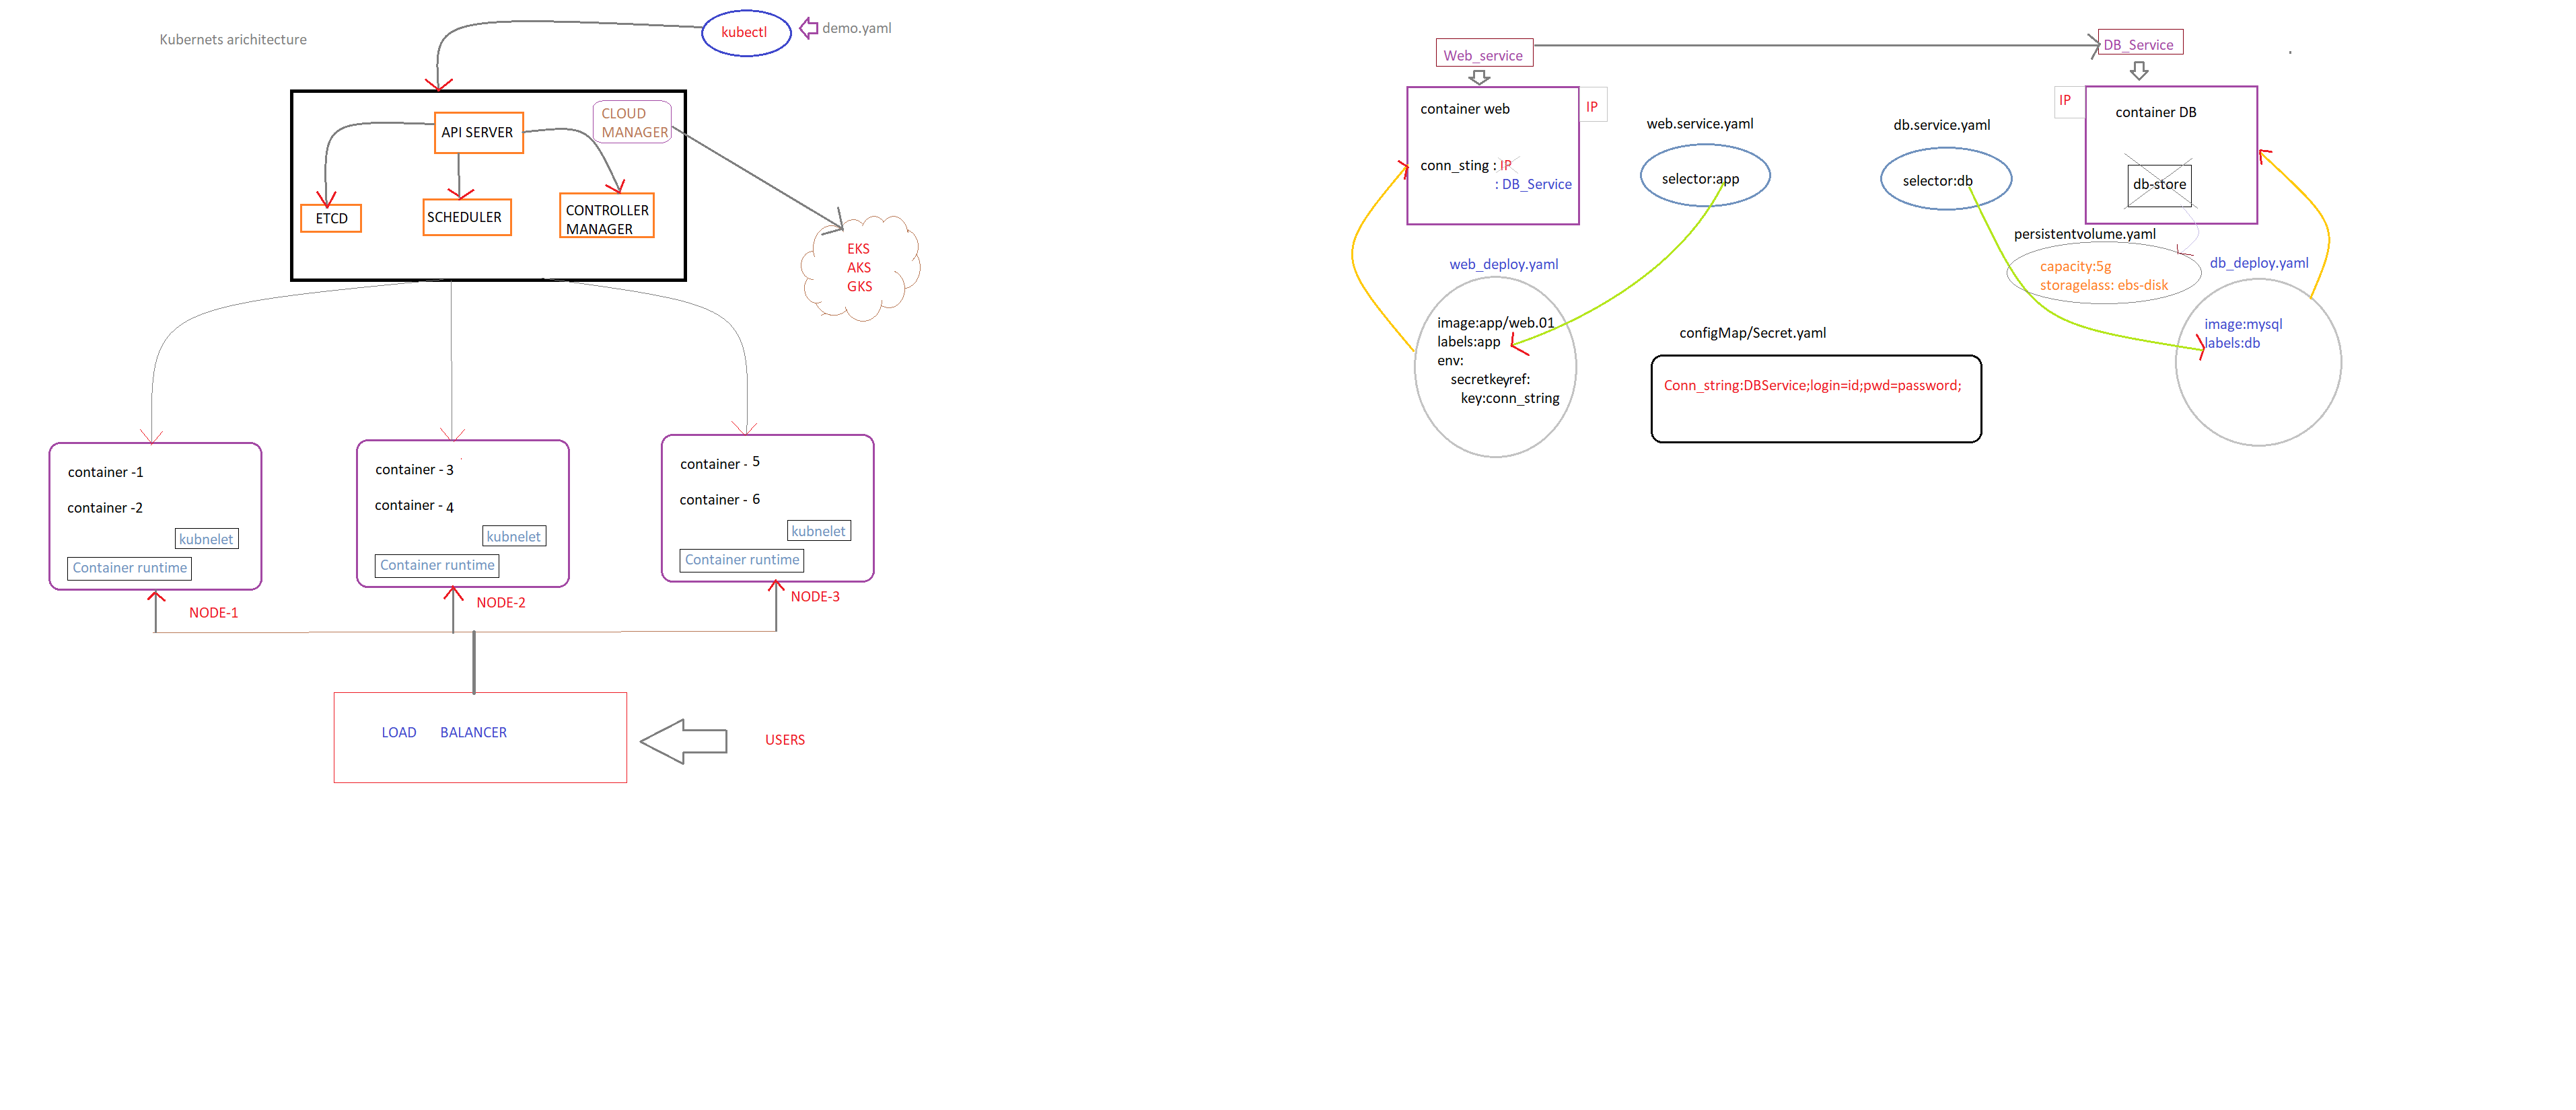 Kubernets arichitecture
kubectl
demo.yaml
API SERVER
CLOUD
MANAGER
ETCD
SCHEDULER
CONTROLLER
MANAGER
EKS
AKS
GKS
container -1
container -2
kubnelet
Container runtime
NODE-1
container - 3
container - 4
kubnelet
Container runtime
NODE-2
container - 5
container - 6
kubnelet
Container runtime
NODE-3
LOAD BALANCER
USERS
Web_service
container web
IP
conn_sting : IP
: DB_Service
web.service.yaml
selector:app
web_deploy.yaml
image:app/web.01
labels:app
env:
secretkeyref:
key:conn_string
configMap/Secret.yaml
Conn_string:DBService;login=id;pwd=password;
db.service.yaml
selector:db
DB_Service
IP
container DB
db-store
persistentvolume.yaml
capacity:5g
storagelass: ebs-disk
db_deploy.yaml
image:mysql
labels:db